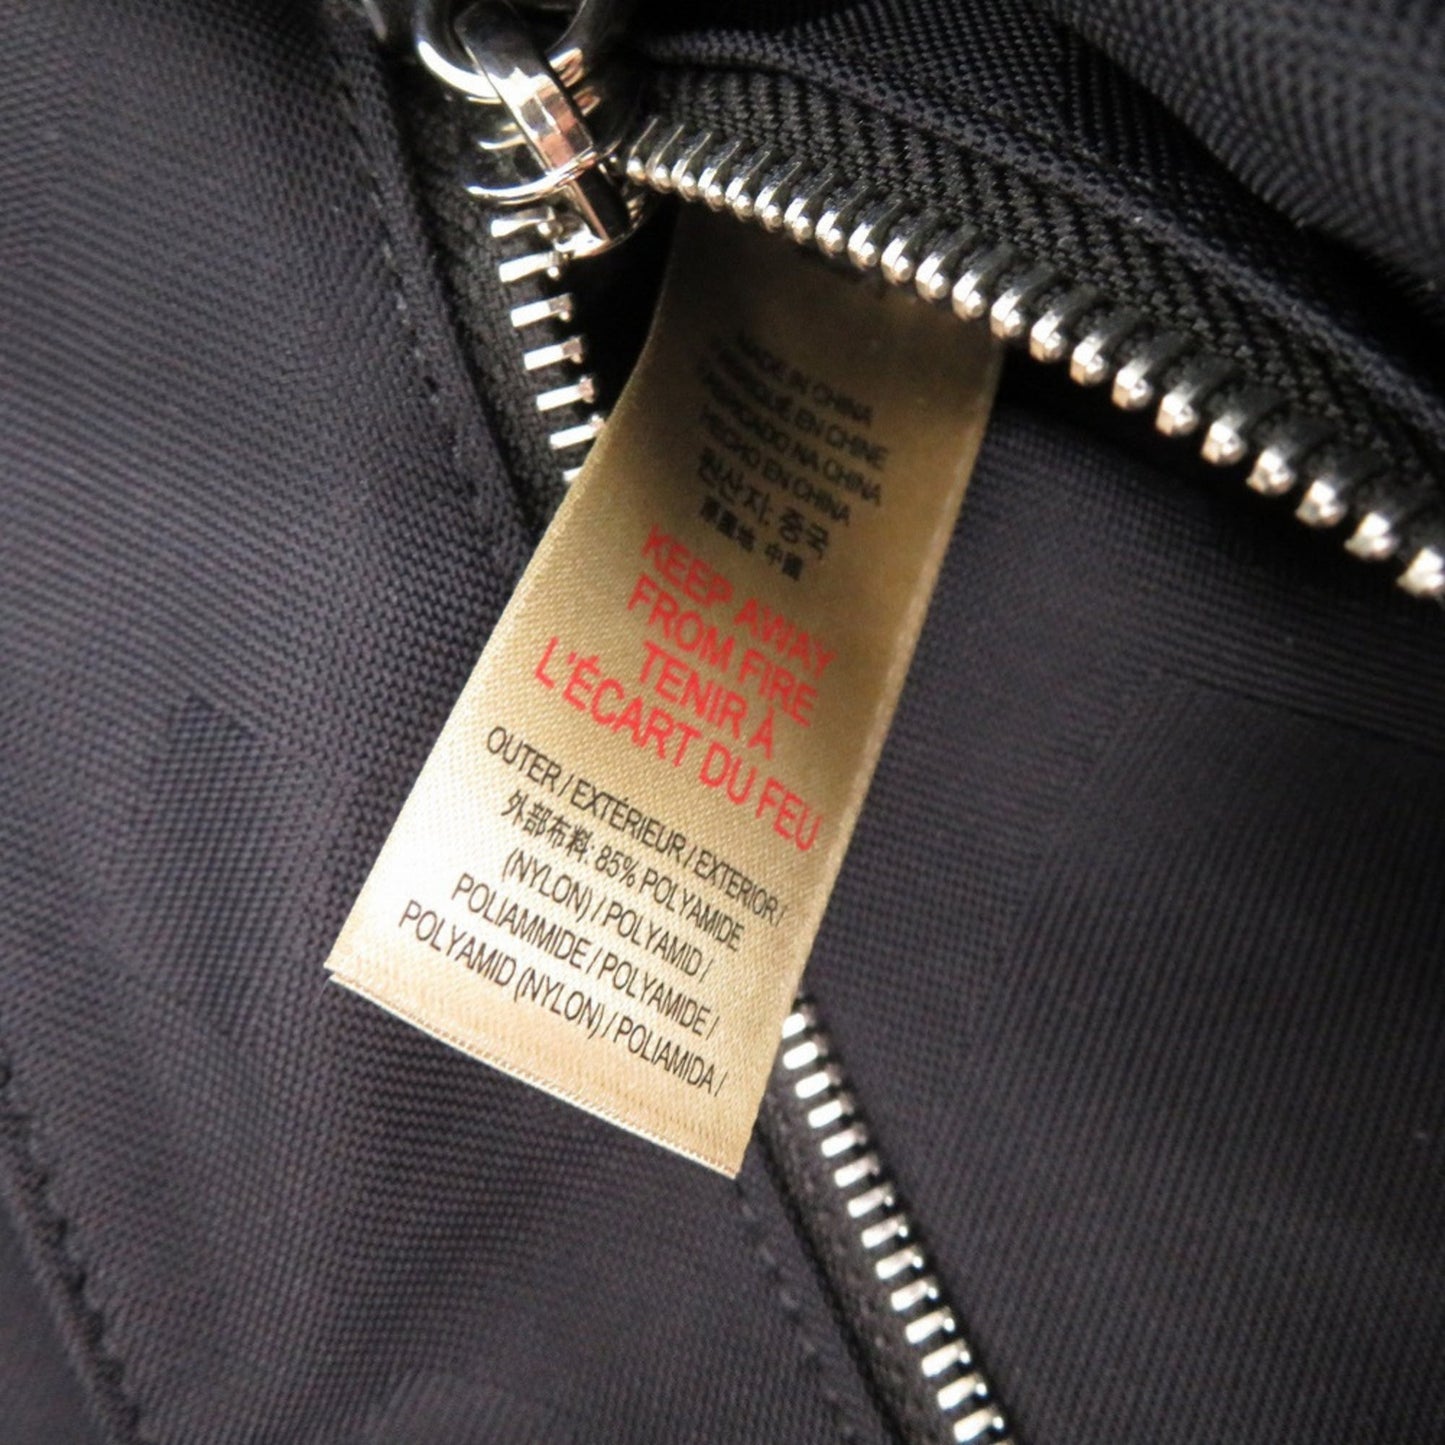 MADE IN CHINA
FABRIQUÉ EN CHINE
MARCADO NA CHINA
HECHO EN CHINA
원산지: 중국
原產地: 中國
KEEP AWAY
FROM FIRE
TENIR À
L'ÉCART DU FEU
OUTER / EXTÉRIEUR / EXTERIOR /
外部布料: 85% POLYAMIDE
(NYLON) / POLYAMID /
POLIAMMIDE / POLYAMIDE /
POLYAMID (NYLON) / POLIAMIDA /